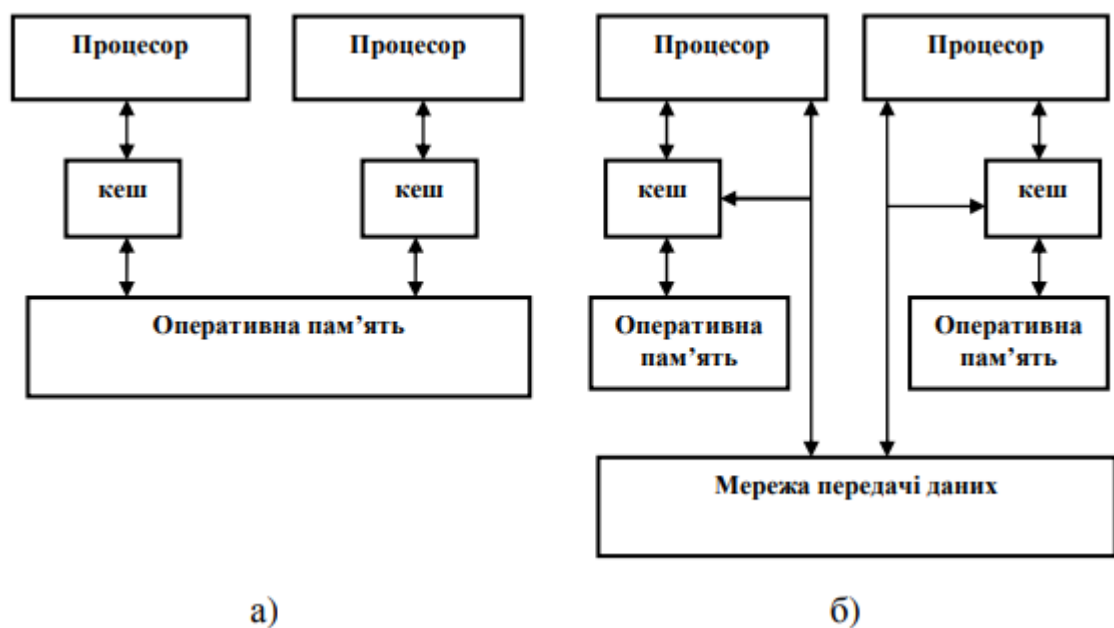 Процесор
Процесор
кеш
кеш
Оперативна пам’ять
а)
Процесор
Процесор
кеш
кеш
Оперативна
пам’ять
Оперативна
пам’ять
Мережа передачі даних
б)